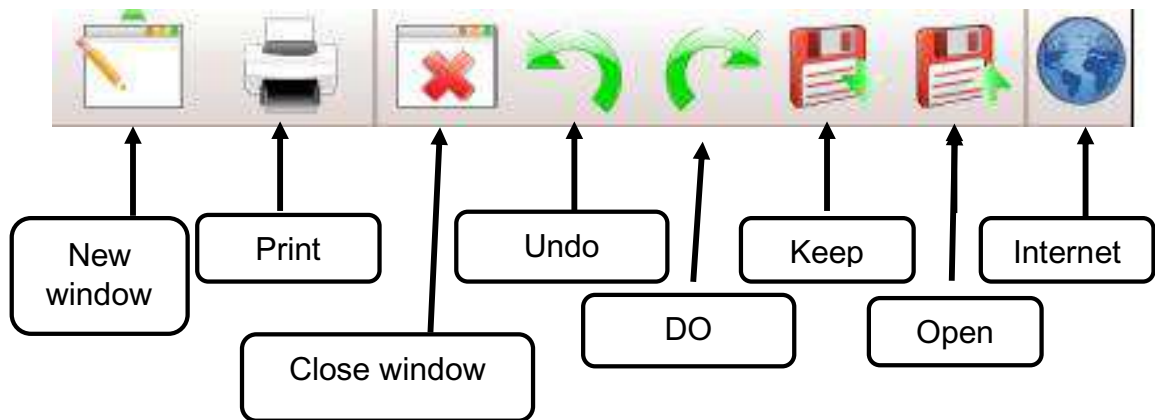 New
window
Print
Close window
Undo
DO
Keep
Open
Internet